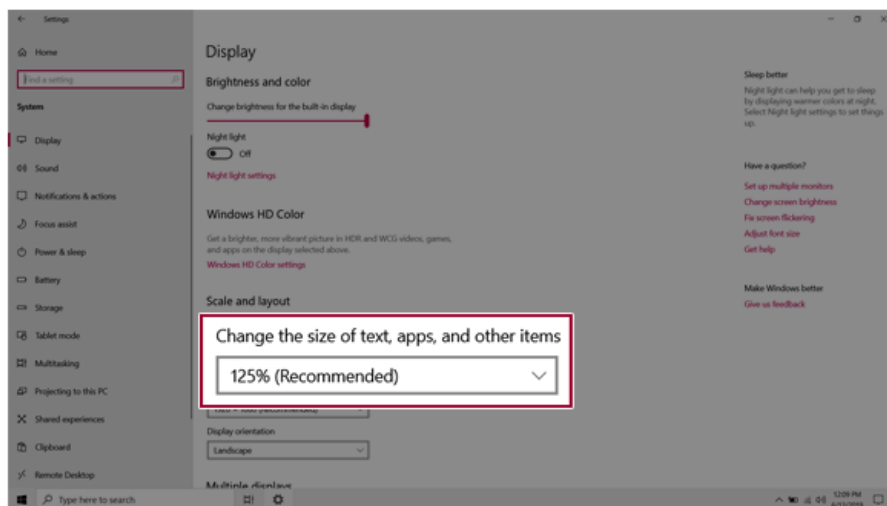 Settings
Home
Find a setting
System
Display
Sound
Notifications & actions
Focus assist
Power & sleep
Battery
Storage
Tablet mode
Multitasking
Projecting to this PC
Shared experiences
Clipboard
Remote Desktop
Display
Brightness and color
Change brightness for the built-in display
Night light
Off
Night light settings
Windows HD Color
Get a brighter, more vibrant picture in HDR and WCG videos, games,
and apps on the display selected above.
Windows HD Color settings
Scale and layout
Change the size of text, apps, and other items
125% (Recommended)
(Recommended)
Display orientation
Landscape
Multiple displays
Sleep better
Night light can help you get to sleep
by displaying warmer colors at night.
Select Night light settings to set things
up.
Have a question?
Set up multiple monitors
Change screen brightness
Fix screen flickering
Adjust font size
Get help
Make Windows better
Give us feedback
Type here to search
12:09 PM